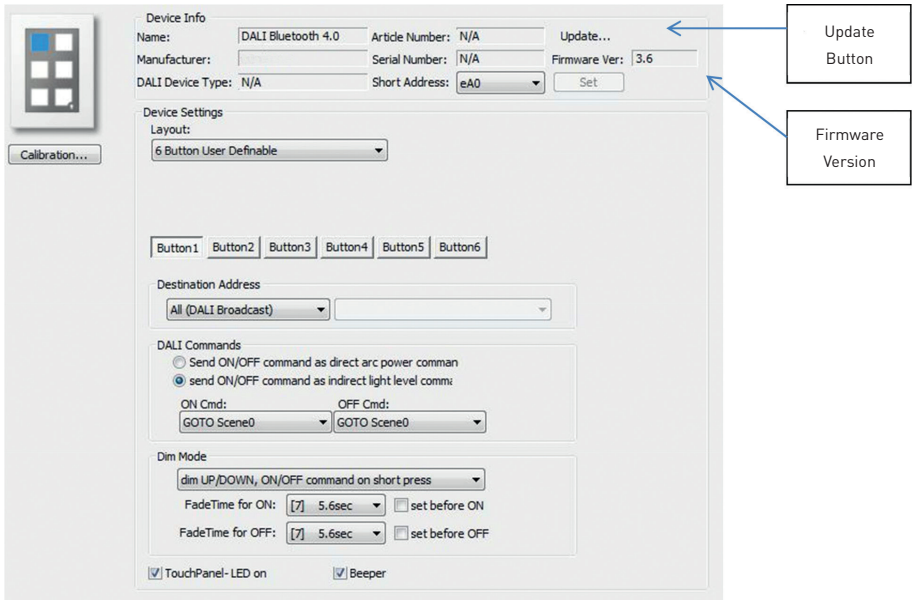 Device Info
Name: DALI Bluetooth 4.0 Article Number: N/A Update...
Manufacturer: Serial Number: N/A Firmware Ver: 3.6
DALI Device Type: N/A Short Address: eA0 Set
Update
Button
Firmware
Version
Calibration...
Device Settings
Layout:
6 Button User Definable
Button1 Button2 Button3 Button4 Button5 Button6
Destination Address
All (DALI Broadcast)
DALI Commands
Send ON/OFF command as direct arc power comman
send ON/OFF command as indirect light level comma
ON Cmd: OFF Cmd:
GOTO Scene0 GOTO Scene0
Dim Mode
dim UP/DOWN, ON/OFF command on short press
FadeTime for ON: [7] 5.6sec set before ON
FadeTime for OFF: [7] 5.6sec set before OFF
TouchPanel-LED on Beeper